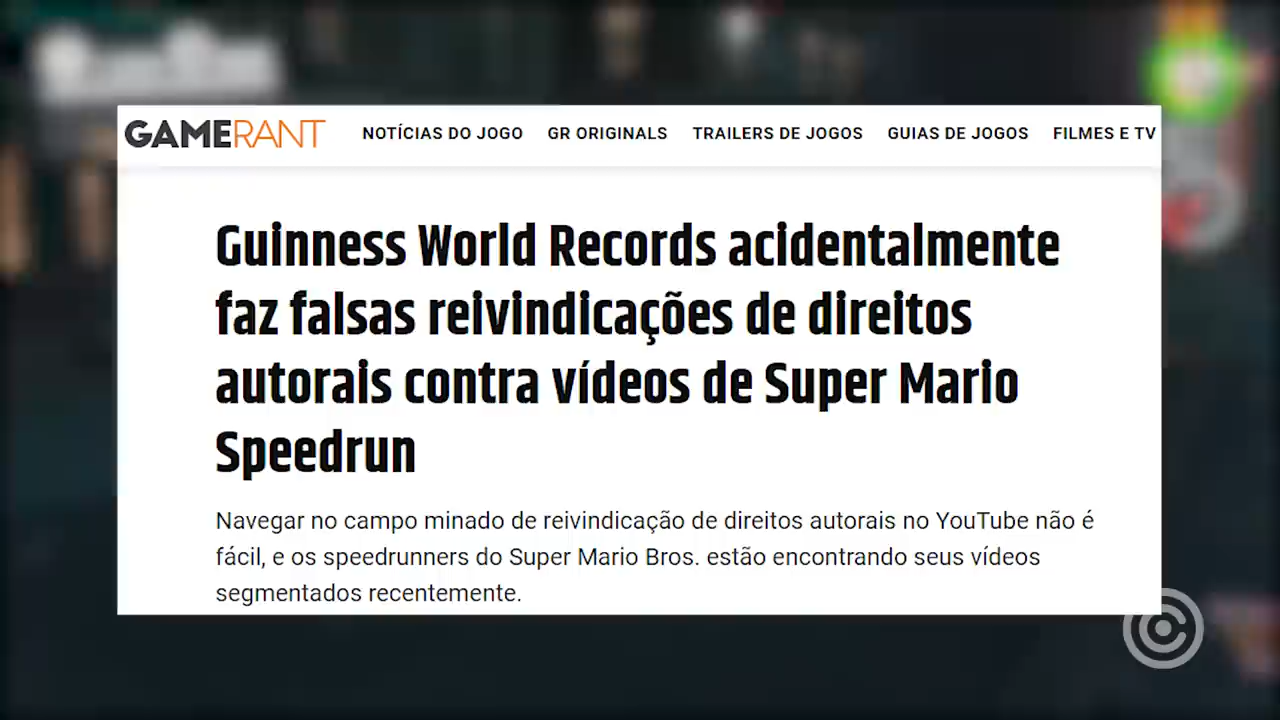 GAMERANT NOTÍCIAS DO JOGO GR ORIGINALS TRAILERS DE JOGOS GUIAS DE JOGOS FILMES E TV
Guinness World Records acidentalmente
faz falsas reivindicações de direitos
autorais contra vídeos de Super Mario
Speedrun
Navegar no campo minado de reivindicação de direitos autorais no YouTube não é
fácil, e os speedrunners do Super Mario Bros. estão encontrando seus vídeos
segmentados recentemente.